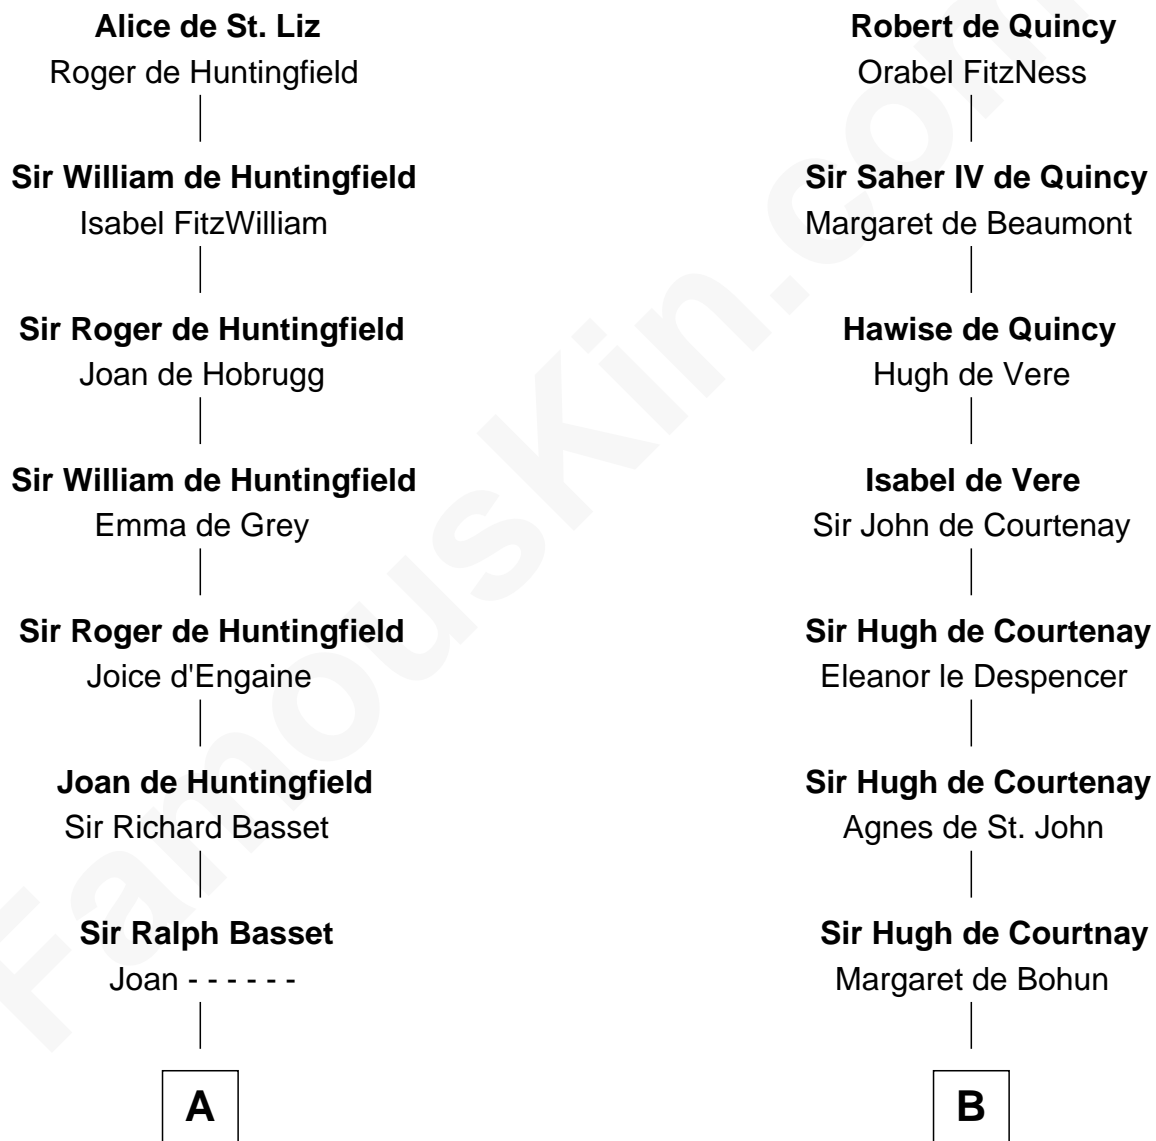 Alice de St. Liz
Roger de Huntingfield
Sir William de Huntingfield
Isabel FitzWilliam
Sir Roger de Huntingfield
Joan de Hobrugg
Sir William de Huntingfield
Emma de Grey
Sir Roger de Huntingfield
Joice d'Engaine
Joan de Huntingfield
Sir Richard Basset
Sir Ralph Basset
Joan - - - - - -
A
Robert de Quincy
Orabel FitzNess
Sir Saher IV de Quincy
Margaret de Beaumont
Hawise de Quincy
Hugh de Vere
Isabel de Vere
Sir John de Courtenay
Sir Hugh de Courtenay
Eleanor le Despencer
Sir Hugh de Courtenay
Agnes de St. John
Sir Hugh de Courtnay
Margaret de Bohun
B
FamousKin.com